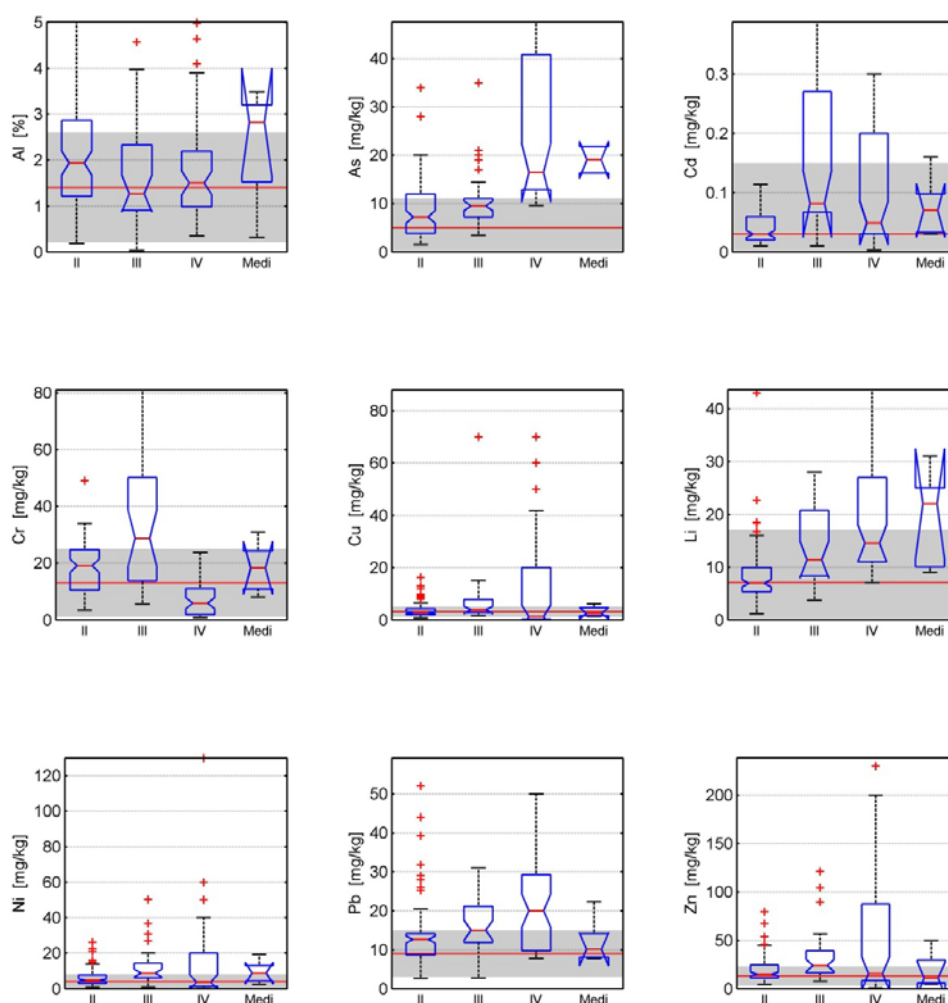 Al [%]
5
4
3
2
1
0
II III IV Medi
As [mg/kg]
40
30
20
10
0
II III IV Medi
Cd [mg/kg]
0.3
0.2
0.1
0
II III IV Medi
Cr [mg/kg]
80
60
40
20
0
II III IV Medi
Cu [mg/kg]
80
60
40
20
0
II III IV Medi
Li [mg/kg]
40
30
20
10
0
II III IV Medi
Ni [mg/kg]
120
100
80
60
40
20
0
II III IV Medi
Pb [mg/kg]
50
40
30
20
10
0
II III IV Medi
Zn [mg/kg]
200
150
100
50
0
II III IV Medi